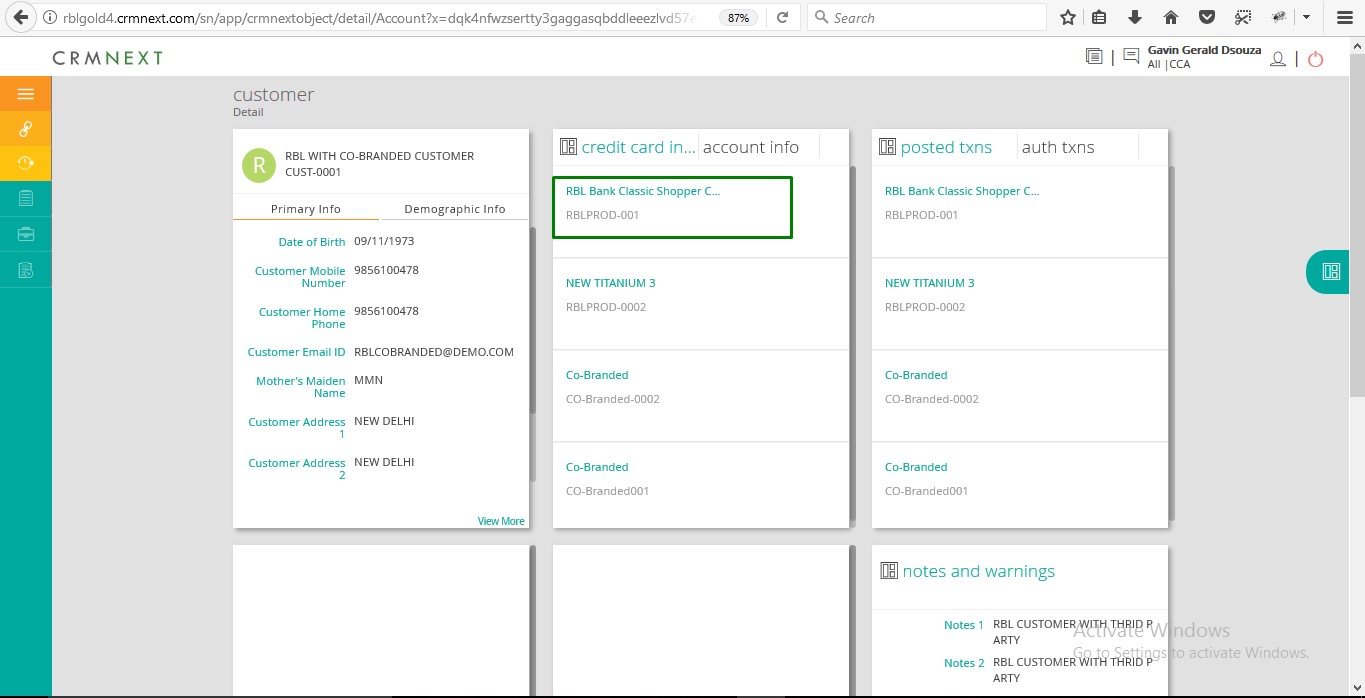 rblgold4.crmnext.com/sn/app/crmnextobject/detail/Account?x=dqk4nfwzsertty3gaggasqbddleeezlvd57e
87%
Search
CRMNEXT
Gavin Gerald Dsouza
All |CCA
customer
Detail
R
RBL WITH CO-BRANDED CUSTOMER
CUST-0001
Primary Info
Demographic Info
Date of Birth 09/11/1973
Customer Mobile 9856100478
Number
Customer Home 9856100478
Phone
Customer Email ID RBLCOBRANDED@DEMO.COM
Mother's Maiden MMN
Name
Customer Address NEW DELHI
1
Customer Address NEW DELHI
2
View More
credit card in... account info
RBL Bank Classic Shopper C...
RBLPROD-001
NEW TITANIUM 3
RBLPROD-0002
Co-Branded
CO-Branded-0002
Co-Branded
CO-Branded001
posted txns auth txns
RBL Bank Classic Shopper C...
RBLPROD-001
NEW TITANIUM 3
RBLPROD-0002
Co-Branded
CO-Branded-0002
Co-Branded
CO-Branded001
notes and warnings
Notes 1 RBL CUSTOMER WITH THRID P
ARTY
Notes 2 RBL CUSTOMER WITH THRID P
ARTY
Activate Windows
Go to Settings to activate Windows.